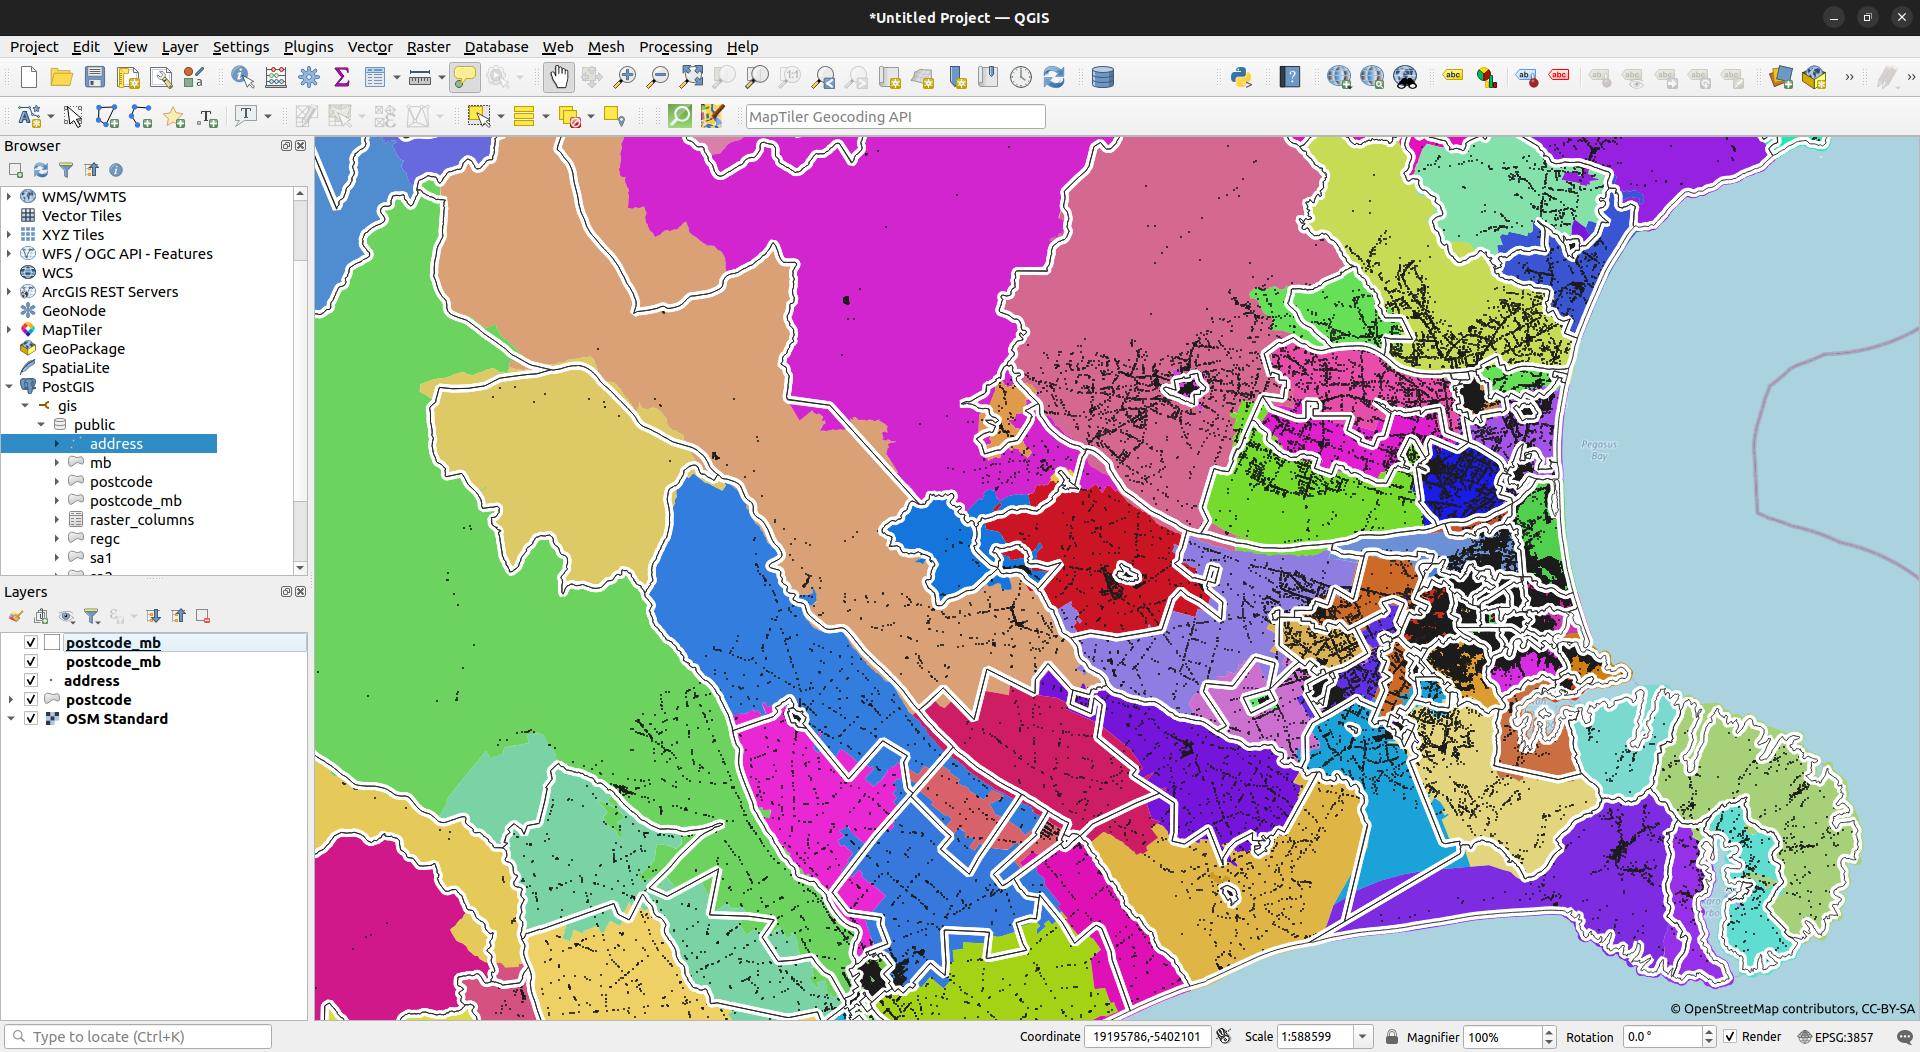 *Untitled Project — QGIS
Project Edit View Layer Settings Plugins Vector Raster Database Web Mesh Processing Help
MapTiler Geocoding API
Browser
WMS/WMTS
Vector Tiles
XYZ Tiles
WFS / OGC API - Features
WCS
ArcGIS REST Servers
GeoNode
MapTiler
GeoPackage
SpatiaLite
PostGIS
gis
public
address
mb
postcode
postcode_mb
raster_columns
regc
sa1
Layers
postcode_mb
postcode_mb
address
postcode
OSM Standard
Pegasus
Bay
© OpenStreetMap contributors, CC-BY-SA
Type to locate (Ctrl+K)
Coordinate 19195786,-5402101 Scale 1:588599 Magnifier 100% Rotation 0.0 ° Render EPSG:3857